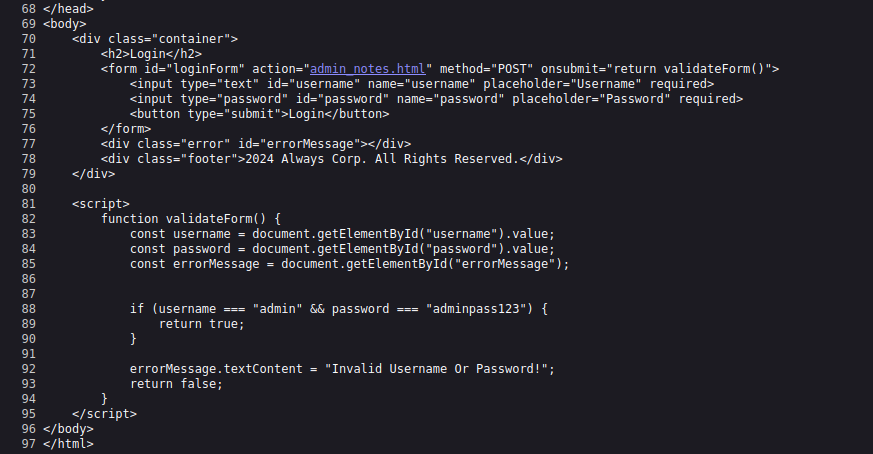 68 </head>
69 <body>
70     <div class="container">
71         <h2>Login</h2>
72         <form id="loginForm" action="admin_notes.html" method="POST" onsubmit="return validateForm()">
73             <input type="text" id="username" name="username" placeholder="Username" required>
74             <input type="password" id="password" name="password" placeholder="Password" required>
75             <button type="submit">Login</button>
76         </form>
77         <div class="error" id="errorMessage"></div>
78         <div class="footer">2024 Always Corp. All Rights Reserved.</div>
79     </div>
80
81     <script>
82         function validateForm() {
83             const username = document.getElementById("username").value;
84             const password = document.getElementById("password").value;
85             const errorMessage = document.getElementById("errorMessage");
86
87
88             if (username === "admin" && password === "adminpass123") {
89                 return true;
90             }
91
92             errorMessage.textContent = "Invalid Username Or Password!";
93             return false;
94         }
95     </script>
96 </body>
97 </html>